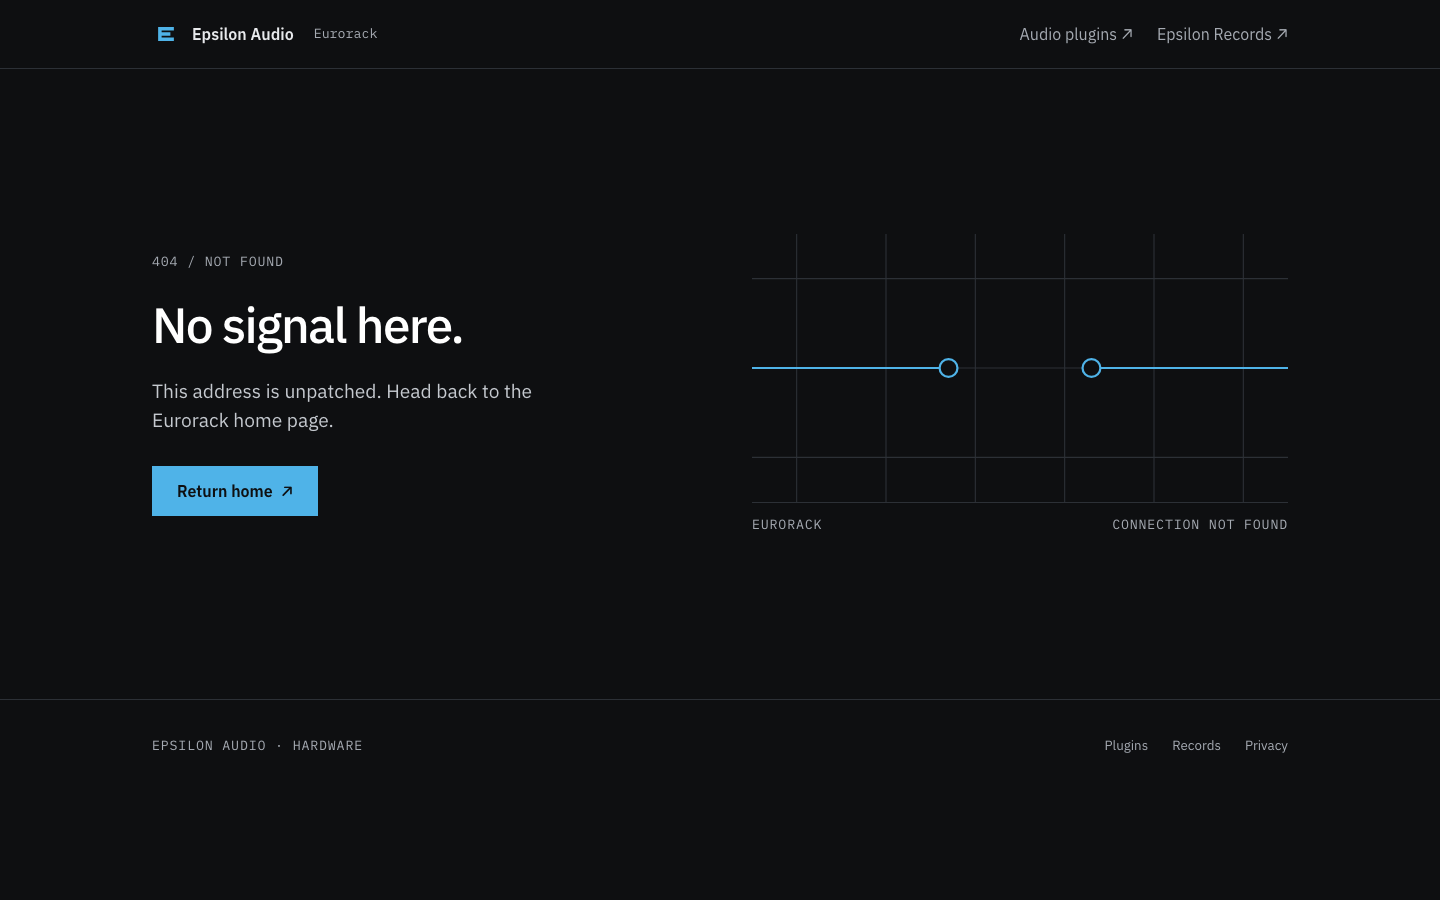 Epsilon Audio Eurorack Audio plugins ↗ Epsilon Records ↗
404 / NOT FOUND
No signal here.
This address is unpatched. Head back to the
Eurorack home page.
Return home ↗
EURORACK CONNECTION NOT FOUND
EPSILON AUDIO · HARDWARE Plugins Records Privacy